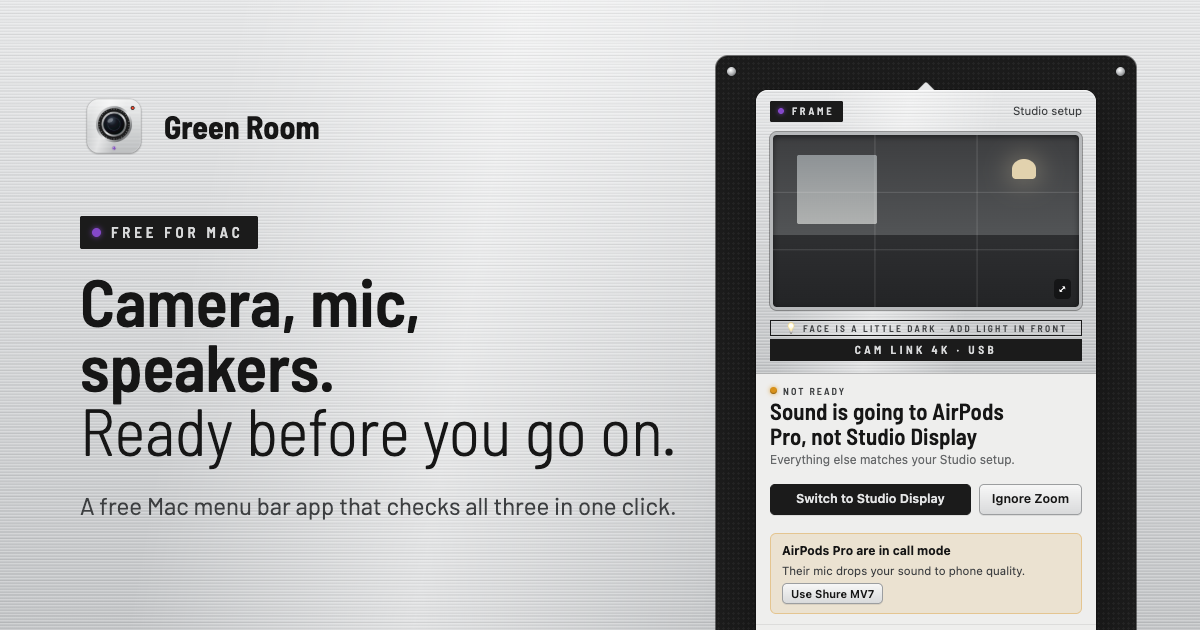 Green Room
FREE FOR MAC
Camera, mic,
speakers.
Ready before you go on.
A free Mac menu bar app that checks all three in one click.
FRAME
Studio setup
FACE IS A LITTLE DARK · ADD LIGHT IN FRONT
CAM LINK 4K · USB
NOT READY
Sound is going to AirPods
Pro, not Studio Display
Everything else matches your Studio setup.
Switch to Studio Display
Ignore Zoom
AirPods Pro are in call mode
Their mic drops your sound to phone quality.
Use Shure MV7